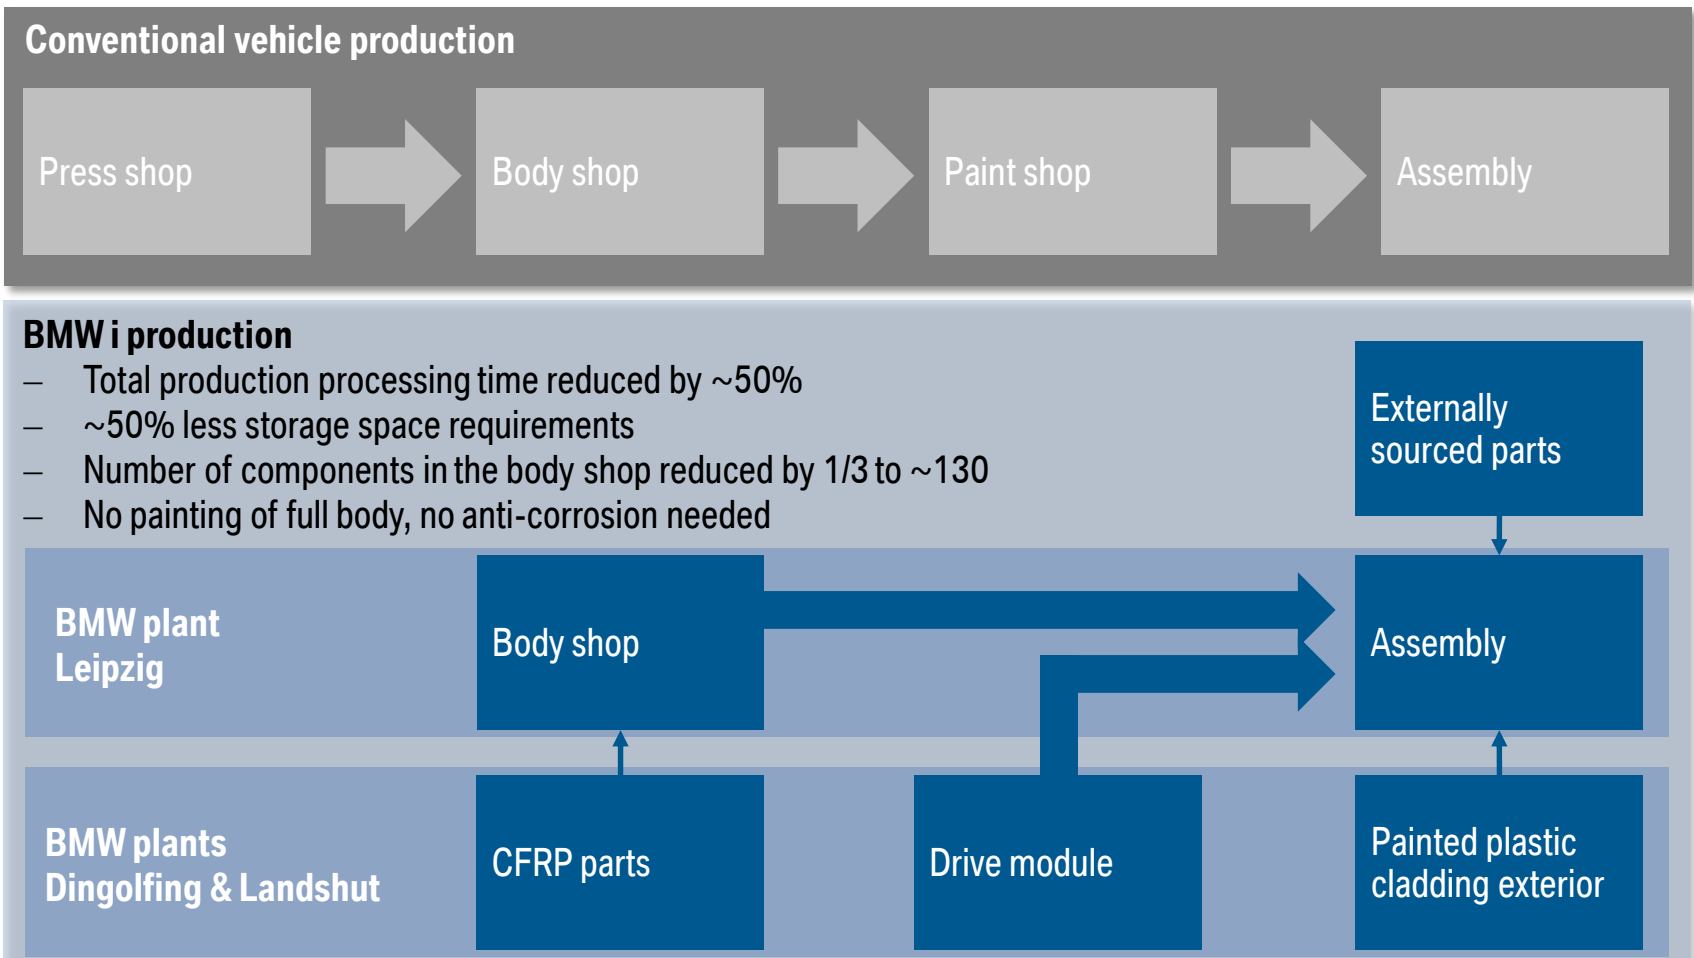 Conventional vehicle production
Press shop
Body shop
Paint shop
Assembly
BMW i production
– Total production processing time reduced by ~50%
– ~50% less storage space requirements
– Number of components in the body shop reduced by 1/3 to ~130
– No painting of full body, no anti-corrosion needed
Externally
sourced parts
BMW plant
Leipzig
Body shop
Assembly
BMW plants
Dingolfing & Landshut
CFRP parts
Drive module
Painted plastic
cladding exterior